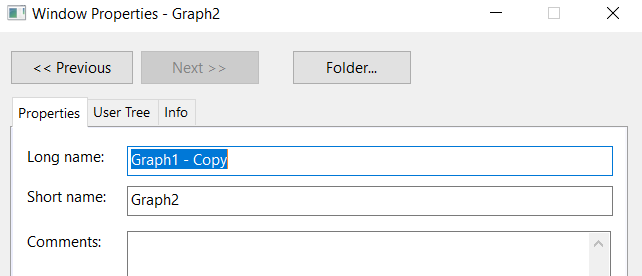 Window Properties - Graph2
<< Previous Next >> Folder...
Properties User Tree Info
Long name: Graph1 - Copy
Short name: Graph2
Comments: